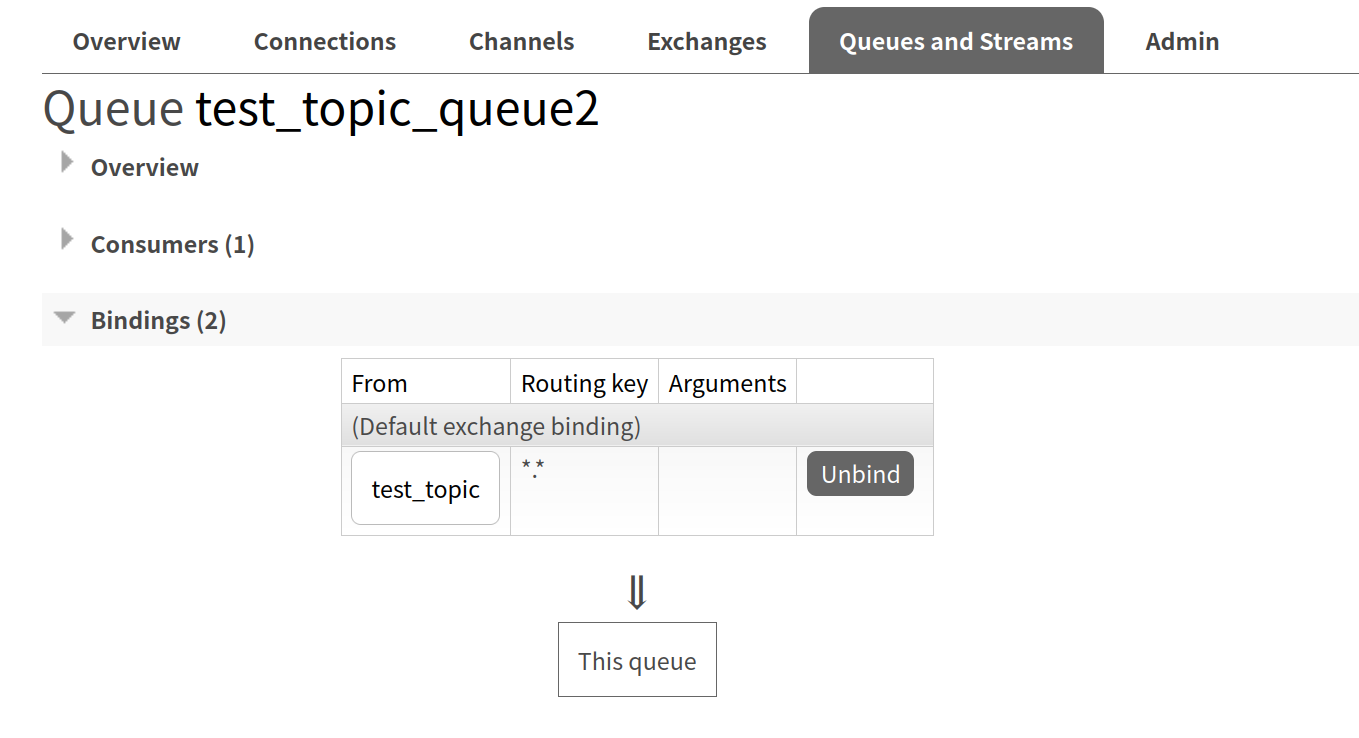 Overview Connections Channels Exchanges Queues and Streams Admin
Queue test_topic_queue2
Overview
Consumers (1)
Bindings (2)
From Routing key Arguments
(Default exchange binding)
test_topic *.* Unbind
⇓
This queue